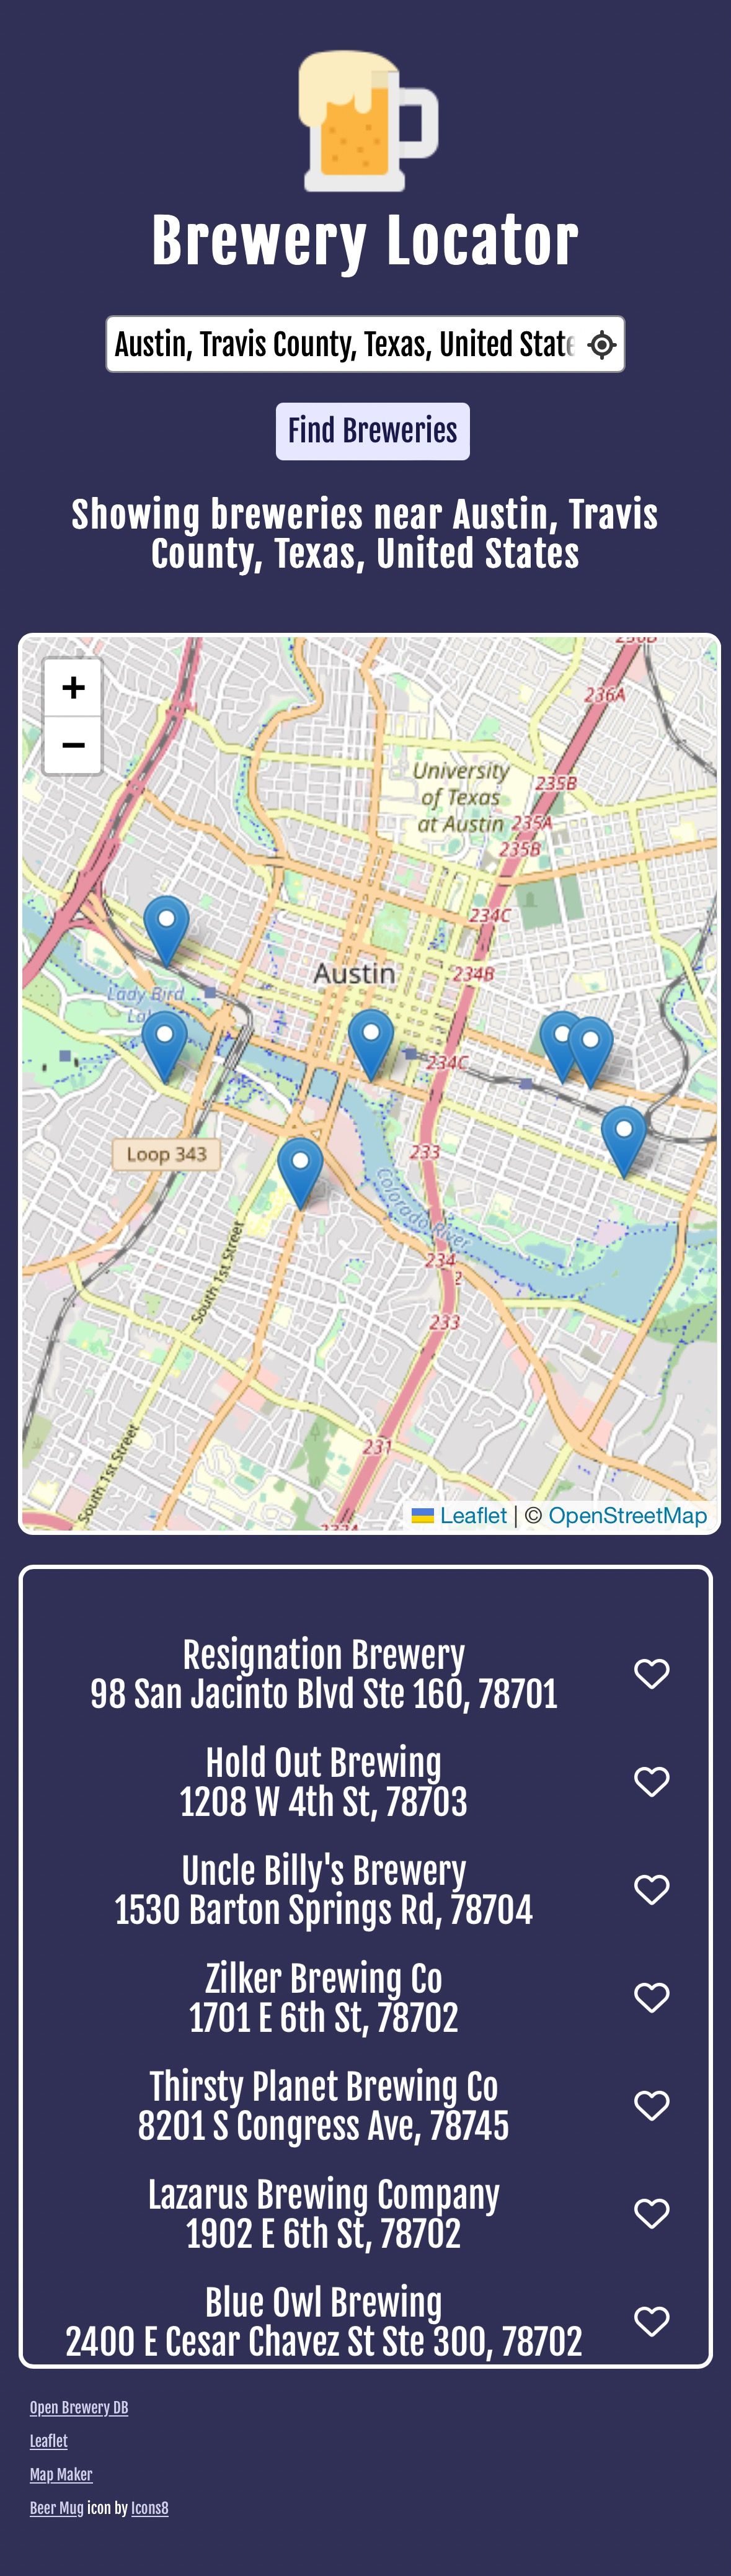 Brewery Locator
Austin, Travis County, Texas, United State
Find Breweries
Showing breweries near Austin, Travis
County, Texas, United States
+
−
236B
236A
University
of Texas
at Austin
235B
235A
235B
234C
Austin
234B
Lady Bird
234C
Loop 343
233
Colorado River
South 1st Street
234
2
233
231
South 1st Street
Leaflet | © OpenStreetMap
Resignation Brewery
98 San Jacinto Blvd Ste 160, 78701
Hold Out Brewing
1208 W 4th St, 78703
Uncle Billy's Brewery
1530 Barton Springs Rd, 78704
Zilker Brewing Co
1701 E 6th St, 78702
Thirsty Planet Brewing Co
8201 S Congress Ave, 78745
Lazarus Brewing Company
1902 E 6th St, 78702
Blue Owl Brewing
2400 E Cesar Chavez St Ste 300, 78702
Open Brewery DB
Leaflet
Map Maker
Beer Mug icon by Icons8